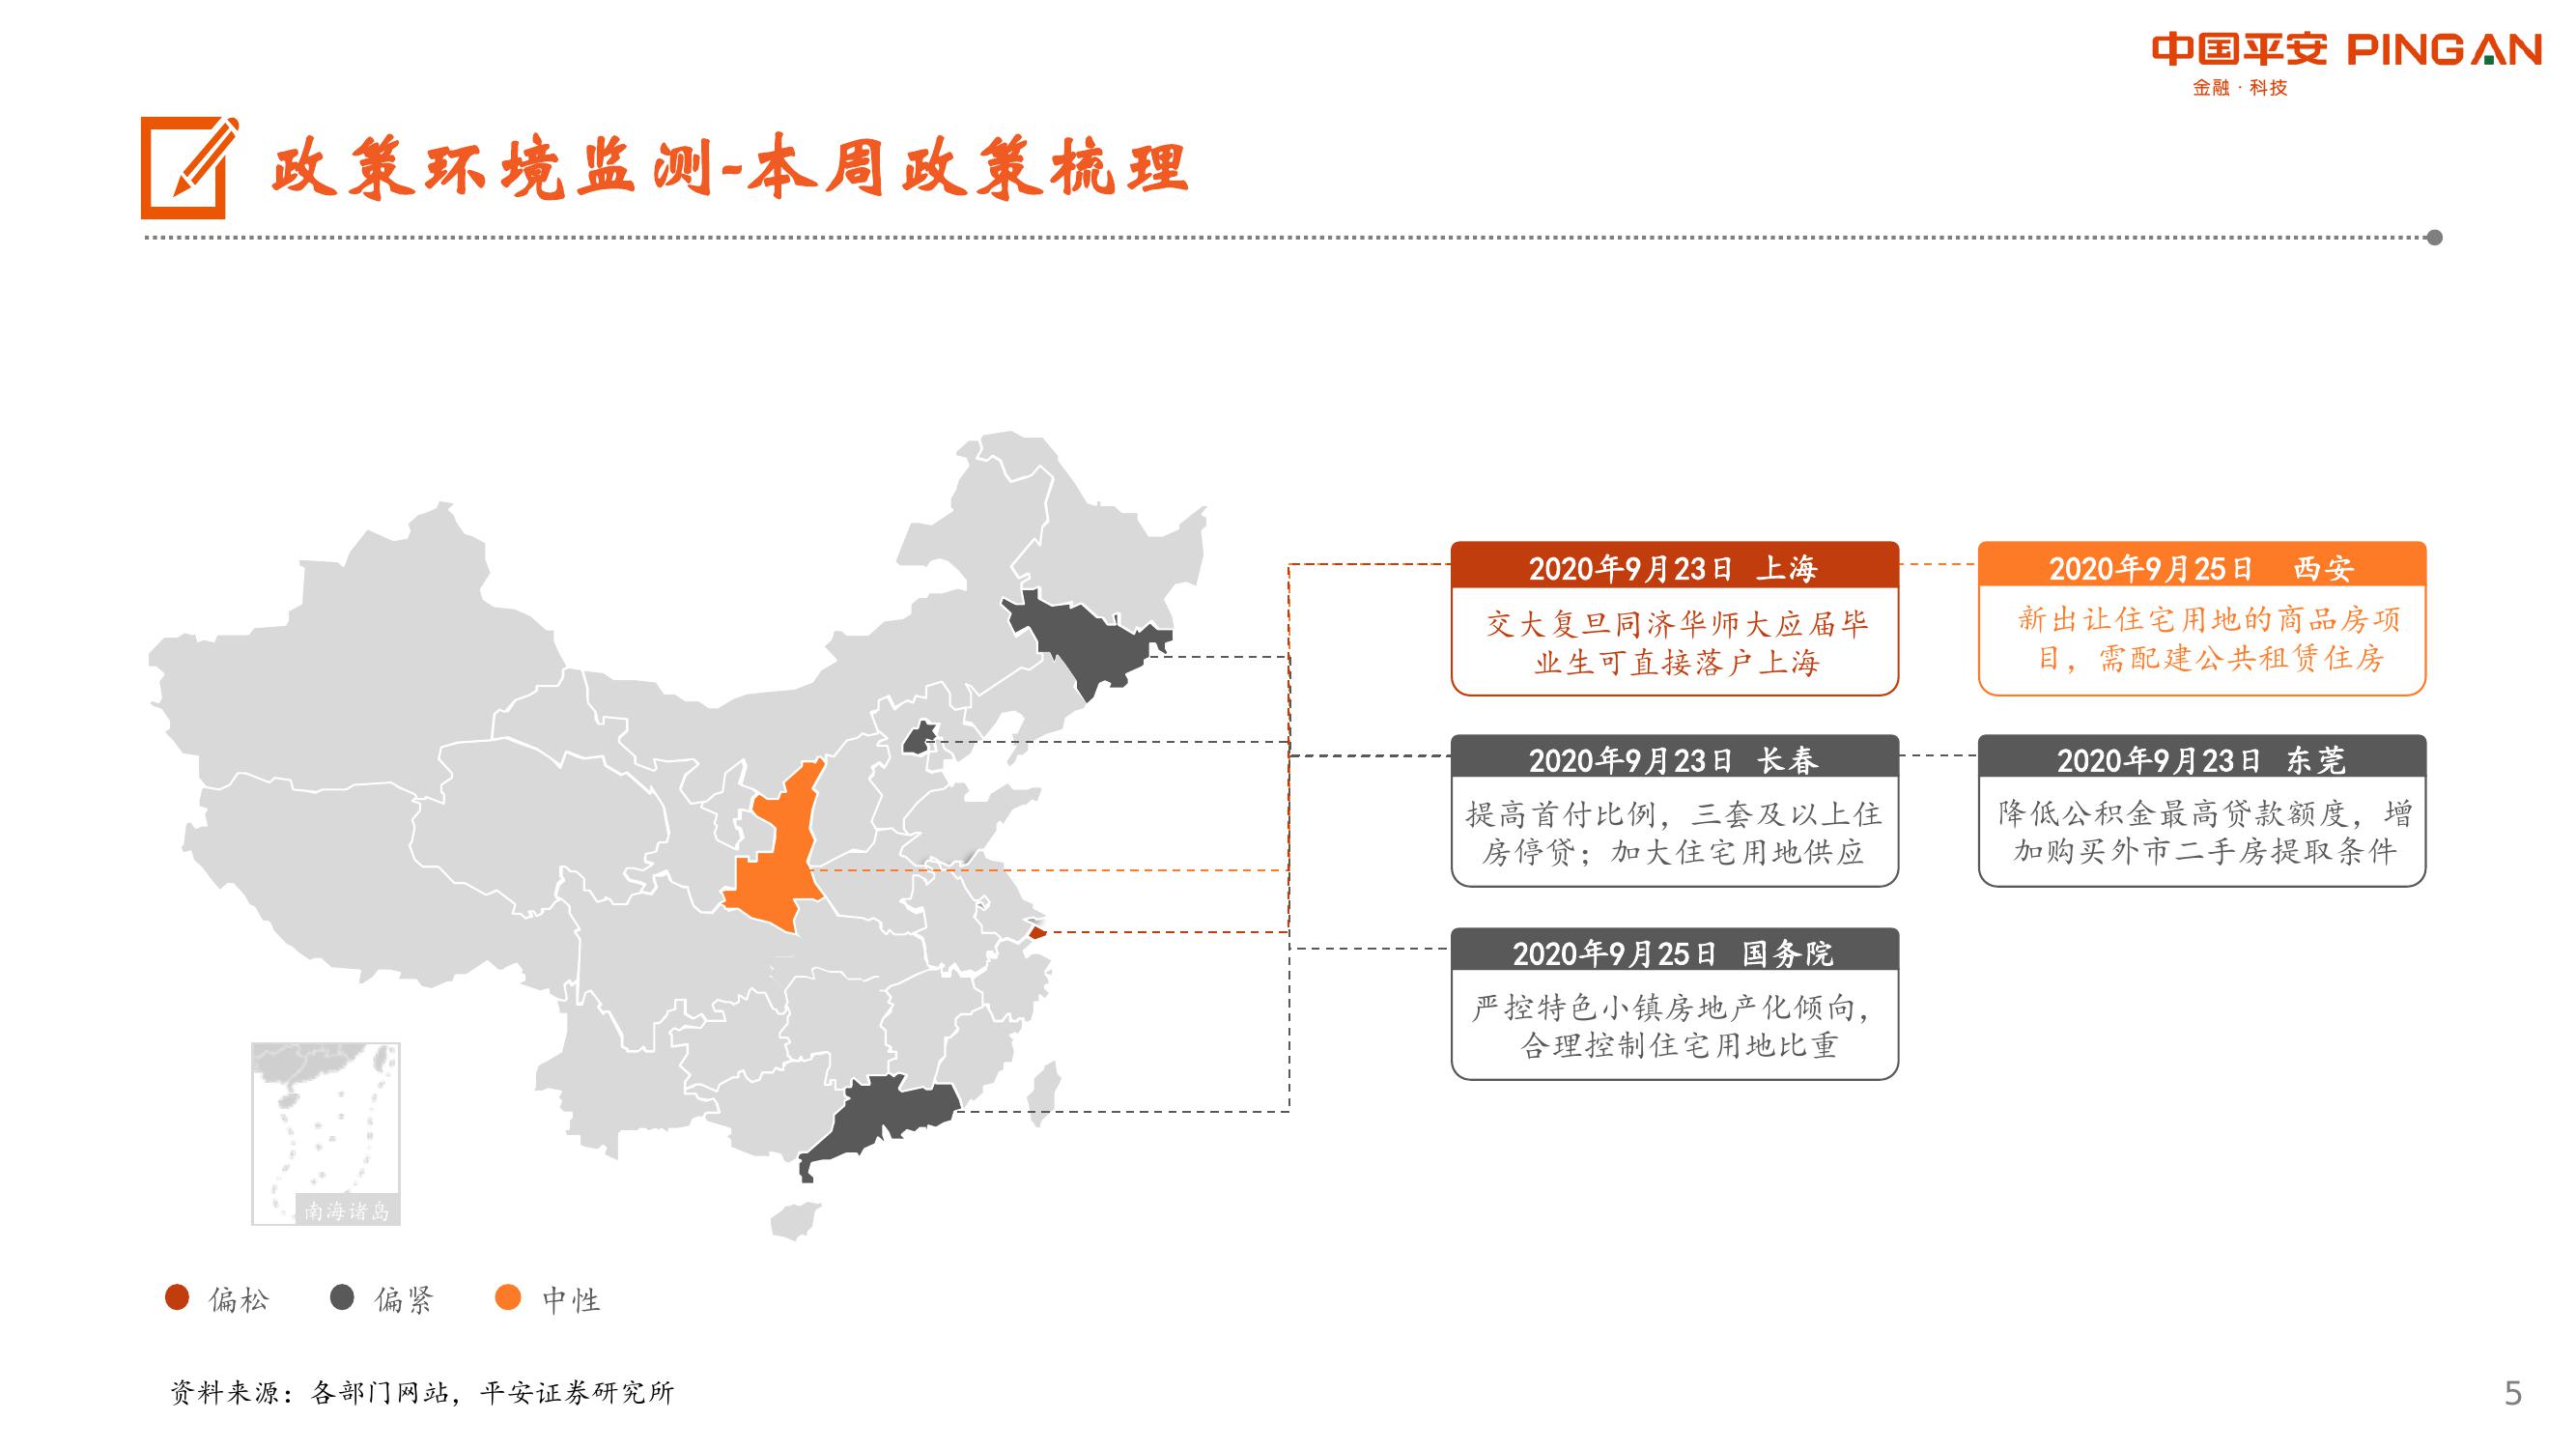 中国平安 PING AN
金融·科技
政策环境监测-本周政策梳理
2020年9月23日 上海
交大复旦同济华师大应届毕
业生可直接落户上海
2020年9月25日 西安
新出让住宅用地的商品房项
目，需配建公共租赁住房
2020年9月23日 长春
提高首付比例，三套及以上住
房停贷；加大住宅用地供应
2020年9月23日 东莞
降低公积金最高贷款额度，增
加购买外市二手房提取条件
2020年9月25日 国务院
严控特色小镇房地产化倾向，
合理控制住宅用地比重
南海诸岛
偏松 偏紧 中性
资料来源：各部门网站，平安证券研究所
5